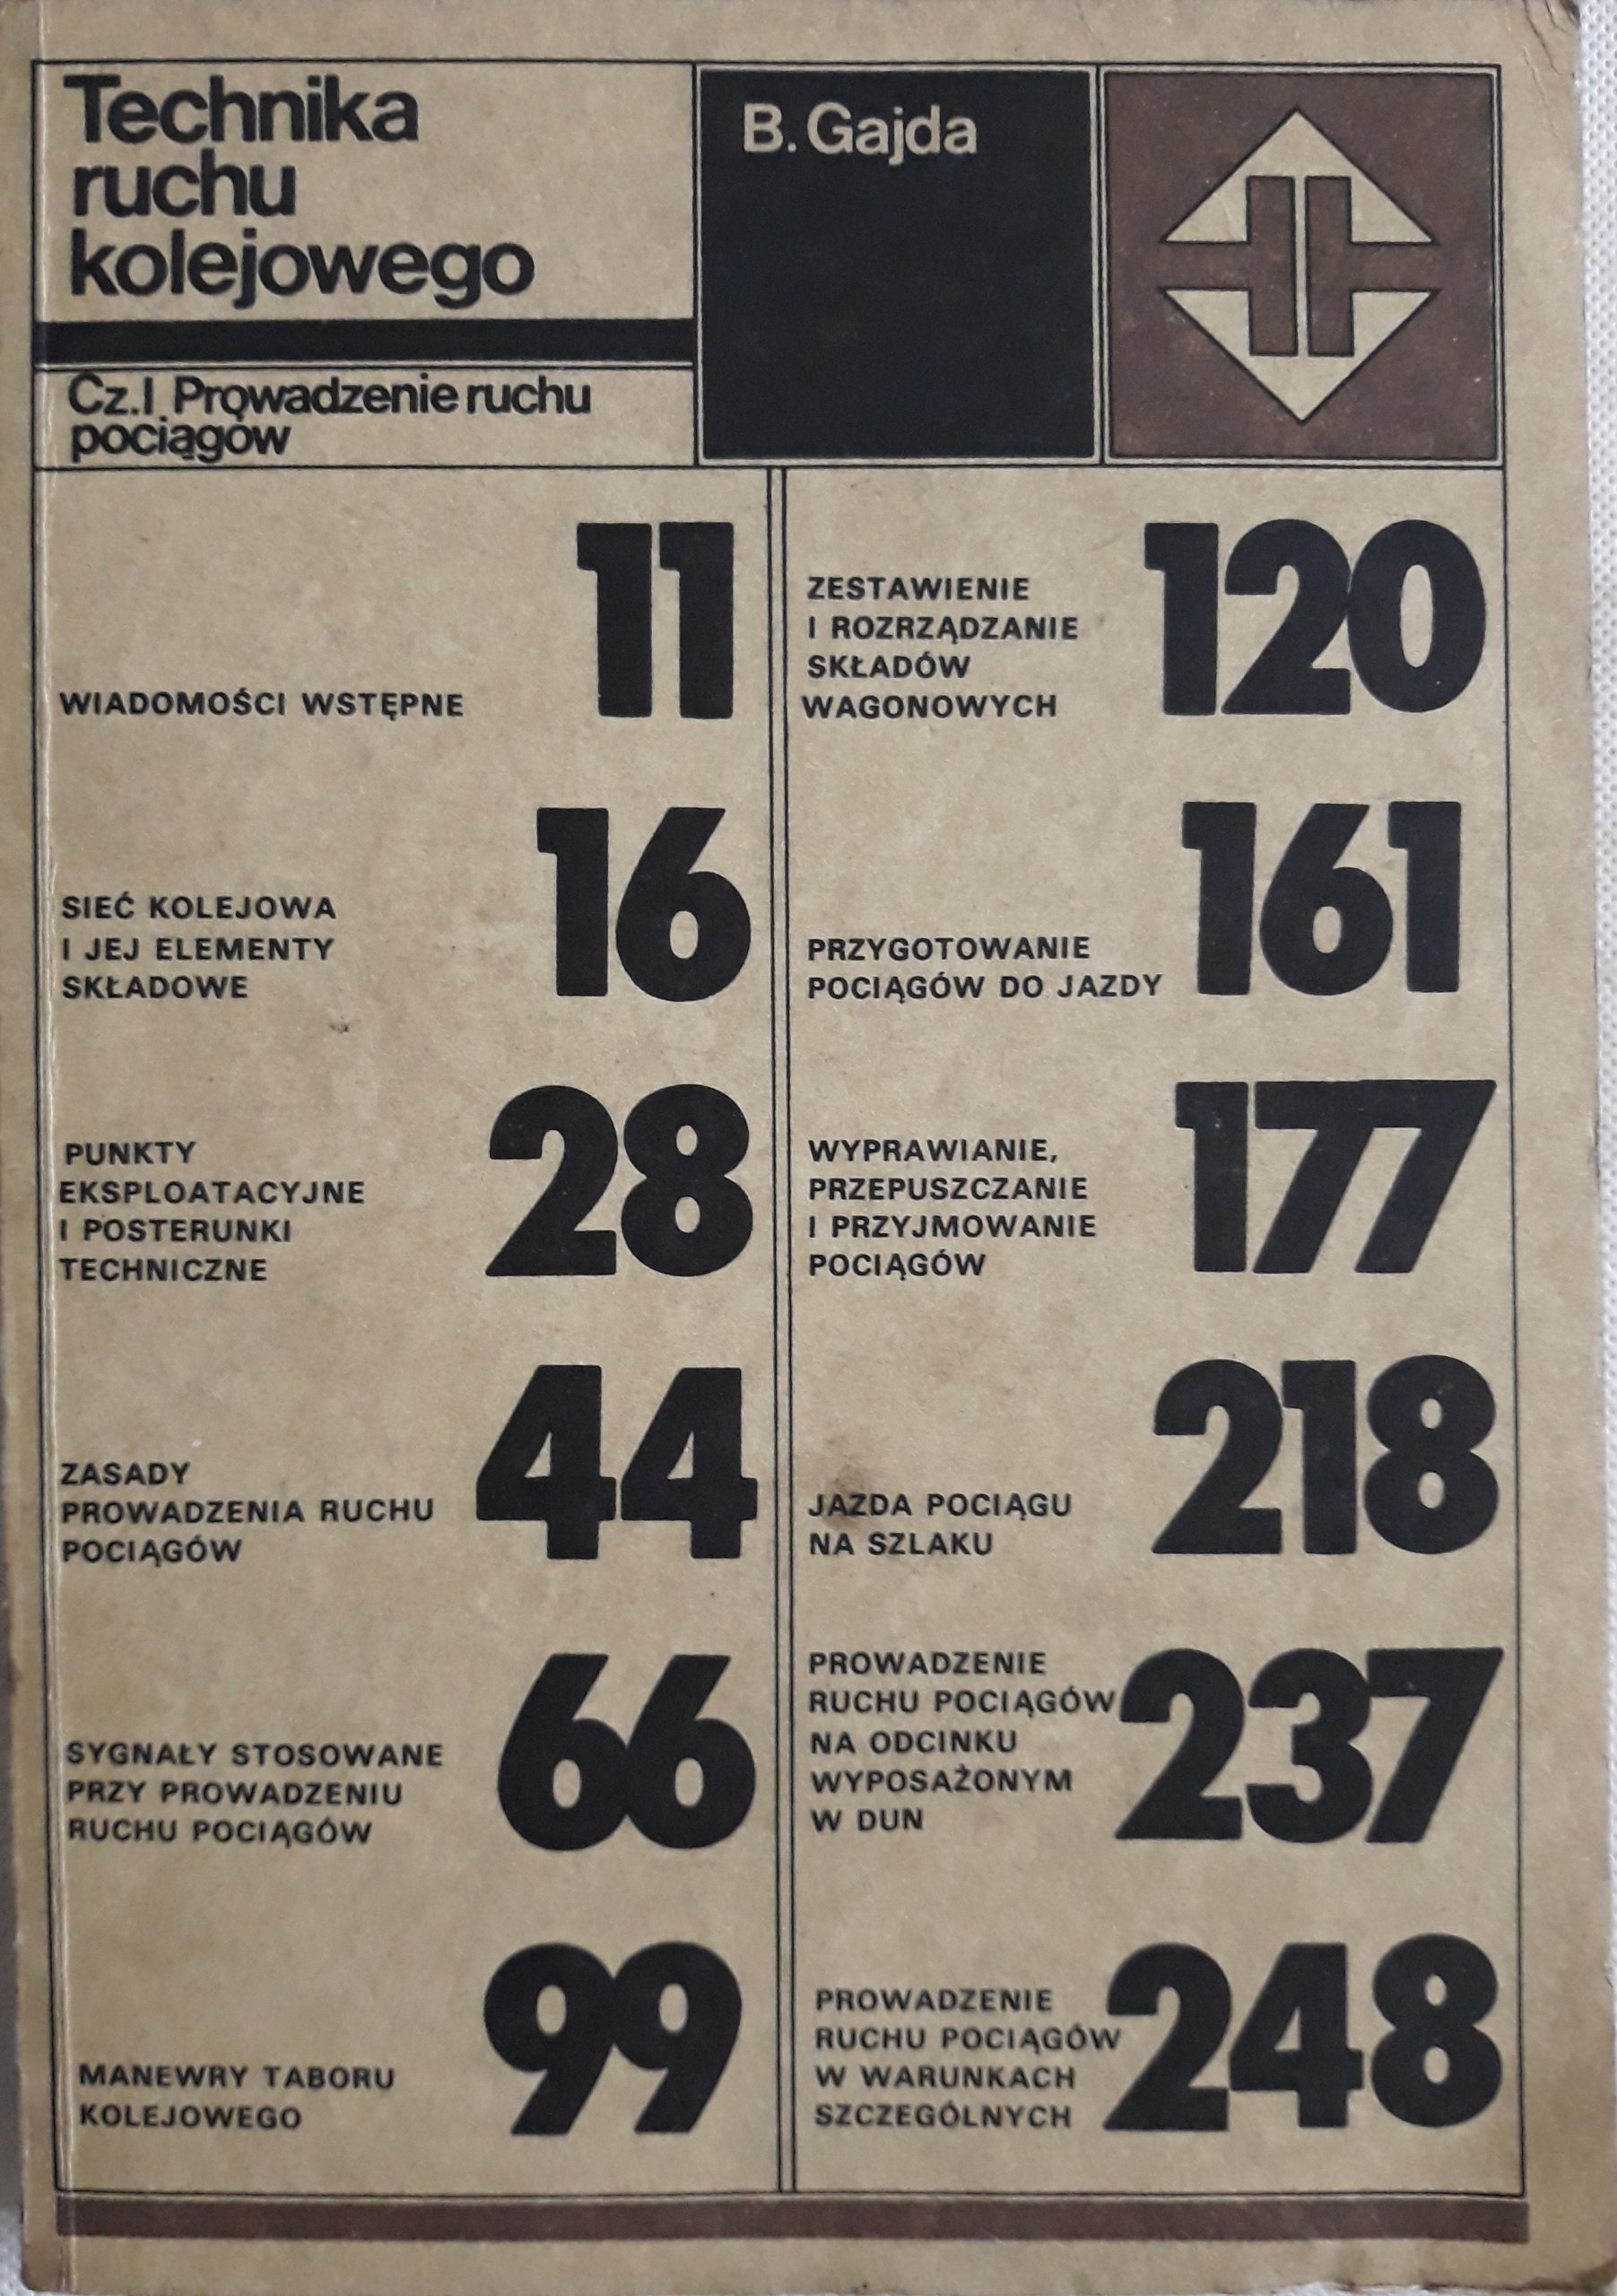 Technika
ruchu
kolejowego
Cz.I Prowadzenie ruchu
pociągów
B. Gajda
11
WIADOMOŚCI WSTĘPNE
16
SIEĆ KOLEJOWA
I JEJ ELEMENTY
SKŁADOWE
28
PUNKTY
EKSPLOATACYJNE
I POSTERUNKI
TECHNICZNE
44
ZASADY
PROWADZENIA RUCHU
POCIĄGÓW
66
SYGNAŁY STOSOWANE
PRZY PROWADZENIU
RUCHU POCIĄGÓW
99
MANEWRY TABORU
KOLEJOWEGO
120
ZESTAWIENIE
I ROZRZĄDZANIE
SKŁADÓW
WAGONOWYCH
161
PRZYGOTOWANIE
POCIĄGÓW DO JAZDY
177
WYPRAWIANIE,
PRZEPUSZCZANIE
I PRZYJMOWANIE
POCIĄGÓW
218
JAZDA POCIĄGU
NA SZLAKU
237
PROWADZENIE
RUCHU POCIĄGÓW
NA ODCINKU
WYPOSAŻONYM
W DUN
248
PROWADZENIE
RUCHU POCIĄGÓW
W WARUNKACH
SZCZEGÓLNYCH